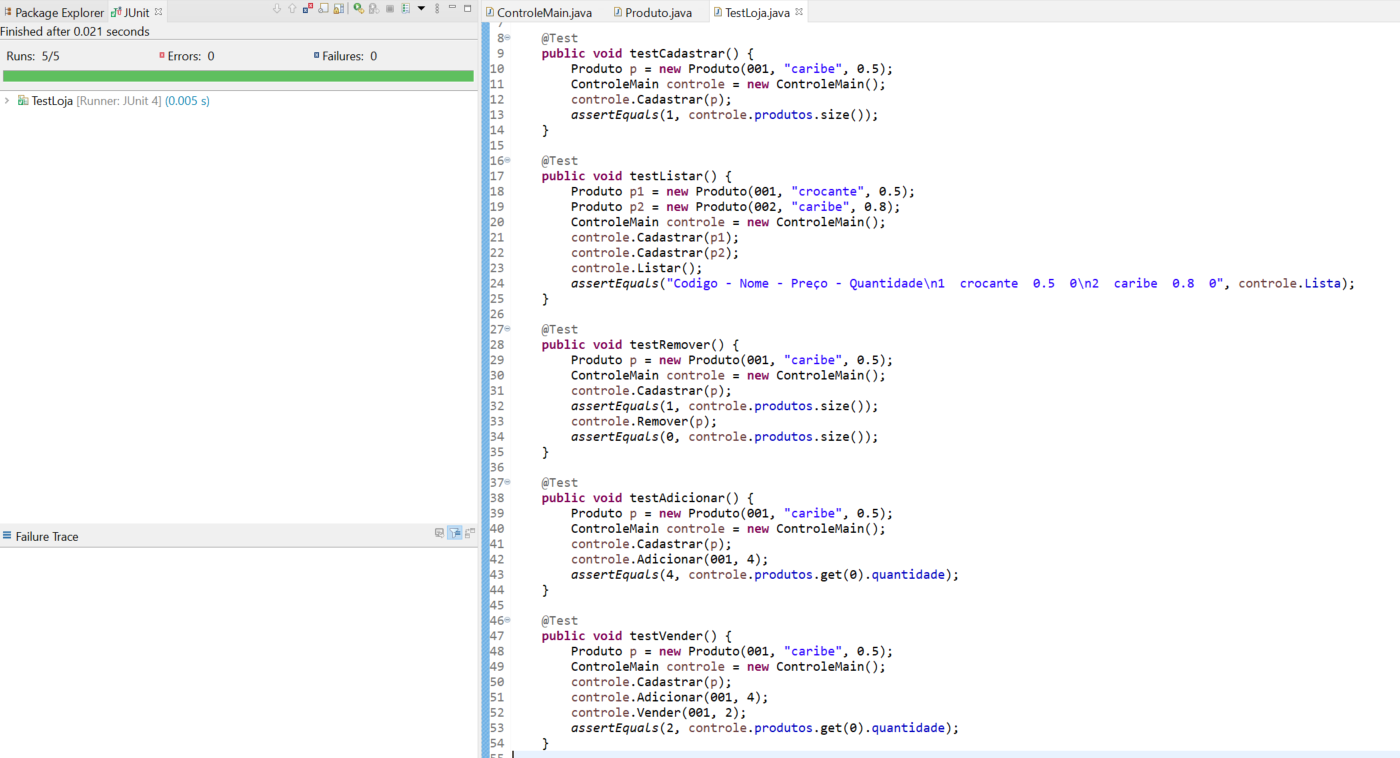 Package Explorer JUnit
Finished after 0.021 seconds
Runs: 5/5 Errors: 0 Failures: 0
TestLoja [Runner: JUnit 4] (0.005 s)
Failure Trace
ControleMain.java Produto.java TestLoja.java
7
8 @Test
9 public void testCadastrar() {
10 Produto p = new Produto(001, "caribe", 0.5);
11 ControleMain controle = new ControleMain();
12 controle.Cadastrar(p);
13 assertEquals(1, controle.produtos.size());
14 }
15
16 @Test
17 public void testListar() {
18 Produto p1 = new Produto(001, "crocante", 0.5);
19 Produto p2 = new Produto(002, "caribe", 0.8);
20 ControleMain controle = new ControleMain();
21 controle.Cadastrar(p1);
22 controle.Cadastrar(p2);
23 controle.Listar();
24 assertEquals("Codigo - Nome - Preço - Quantidade\n1  crocante  0.5  0\n2  caribe  0.8  0", controle.Lista);
25 }
26
27 @Test
28 public void testRemover() {
29 Produto p = new Produto(001, "caribe", 0.5);
30 ControleMain controle = new ControleMain();
31 controle.Cadastrar(p);
32 assertEquals(1, controle.produtos.size());
33 controle.Remover(p);
34 assertEquals(0, controle.produtos.size());
35 }
36
37 @Test
38 public void testAdicionar() {
39 Produto p = new Produto(001, "caribe", 0.5);
40 ControleMain controle = new ControleMain();
41 controle.Cadastrar(p);
42 controle.Adicionar(001, 4);
43 assertEquals(4, controle.produtos.get(0).quantidade);
44 }
45
46 @Test
47 public void testVender() {
48 Produto p = new Produto(001, "caribe", 0.5);
49 ControleMain controle = new ControleMain();
50 controle.Cadastrar(p);
51 controle.Adicionar(001, 4);
52 controle.Vender(001, 2);
53 assertEquals(2, controle.produtos.get(0).quantidade);
54 }
55